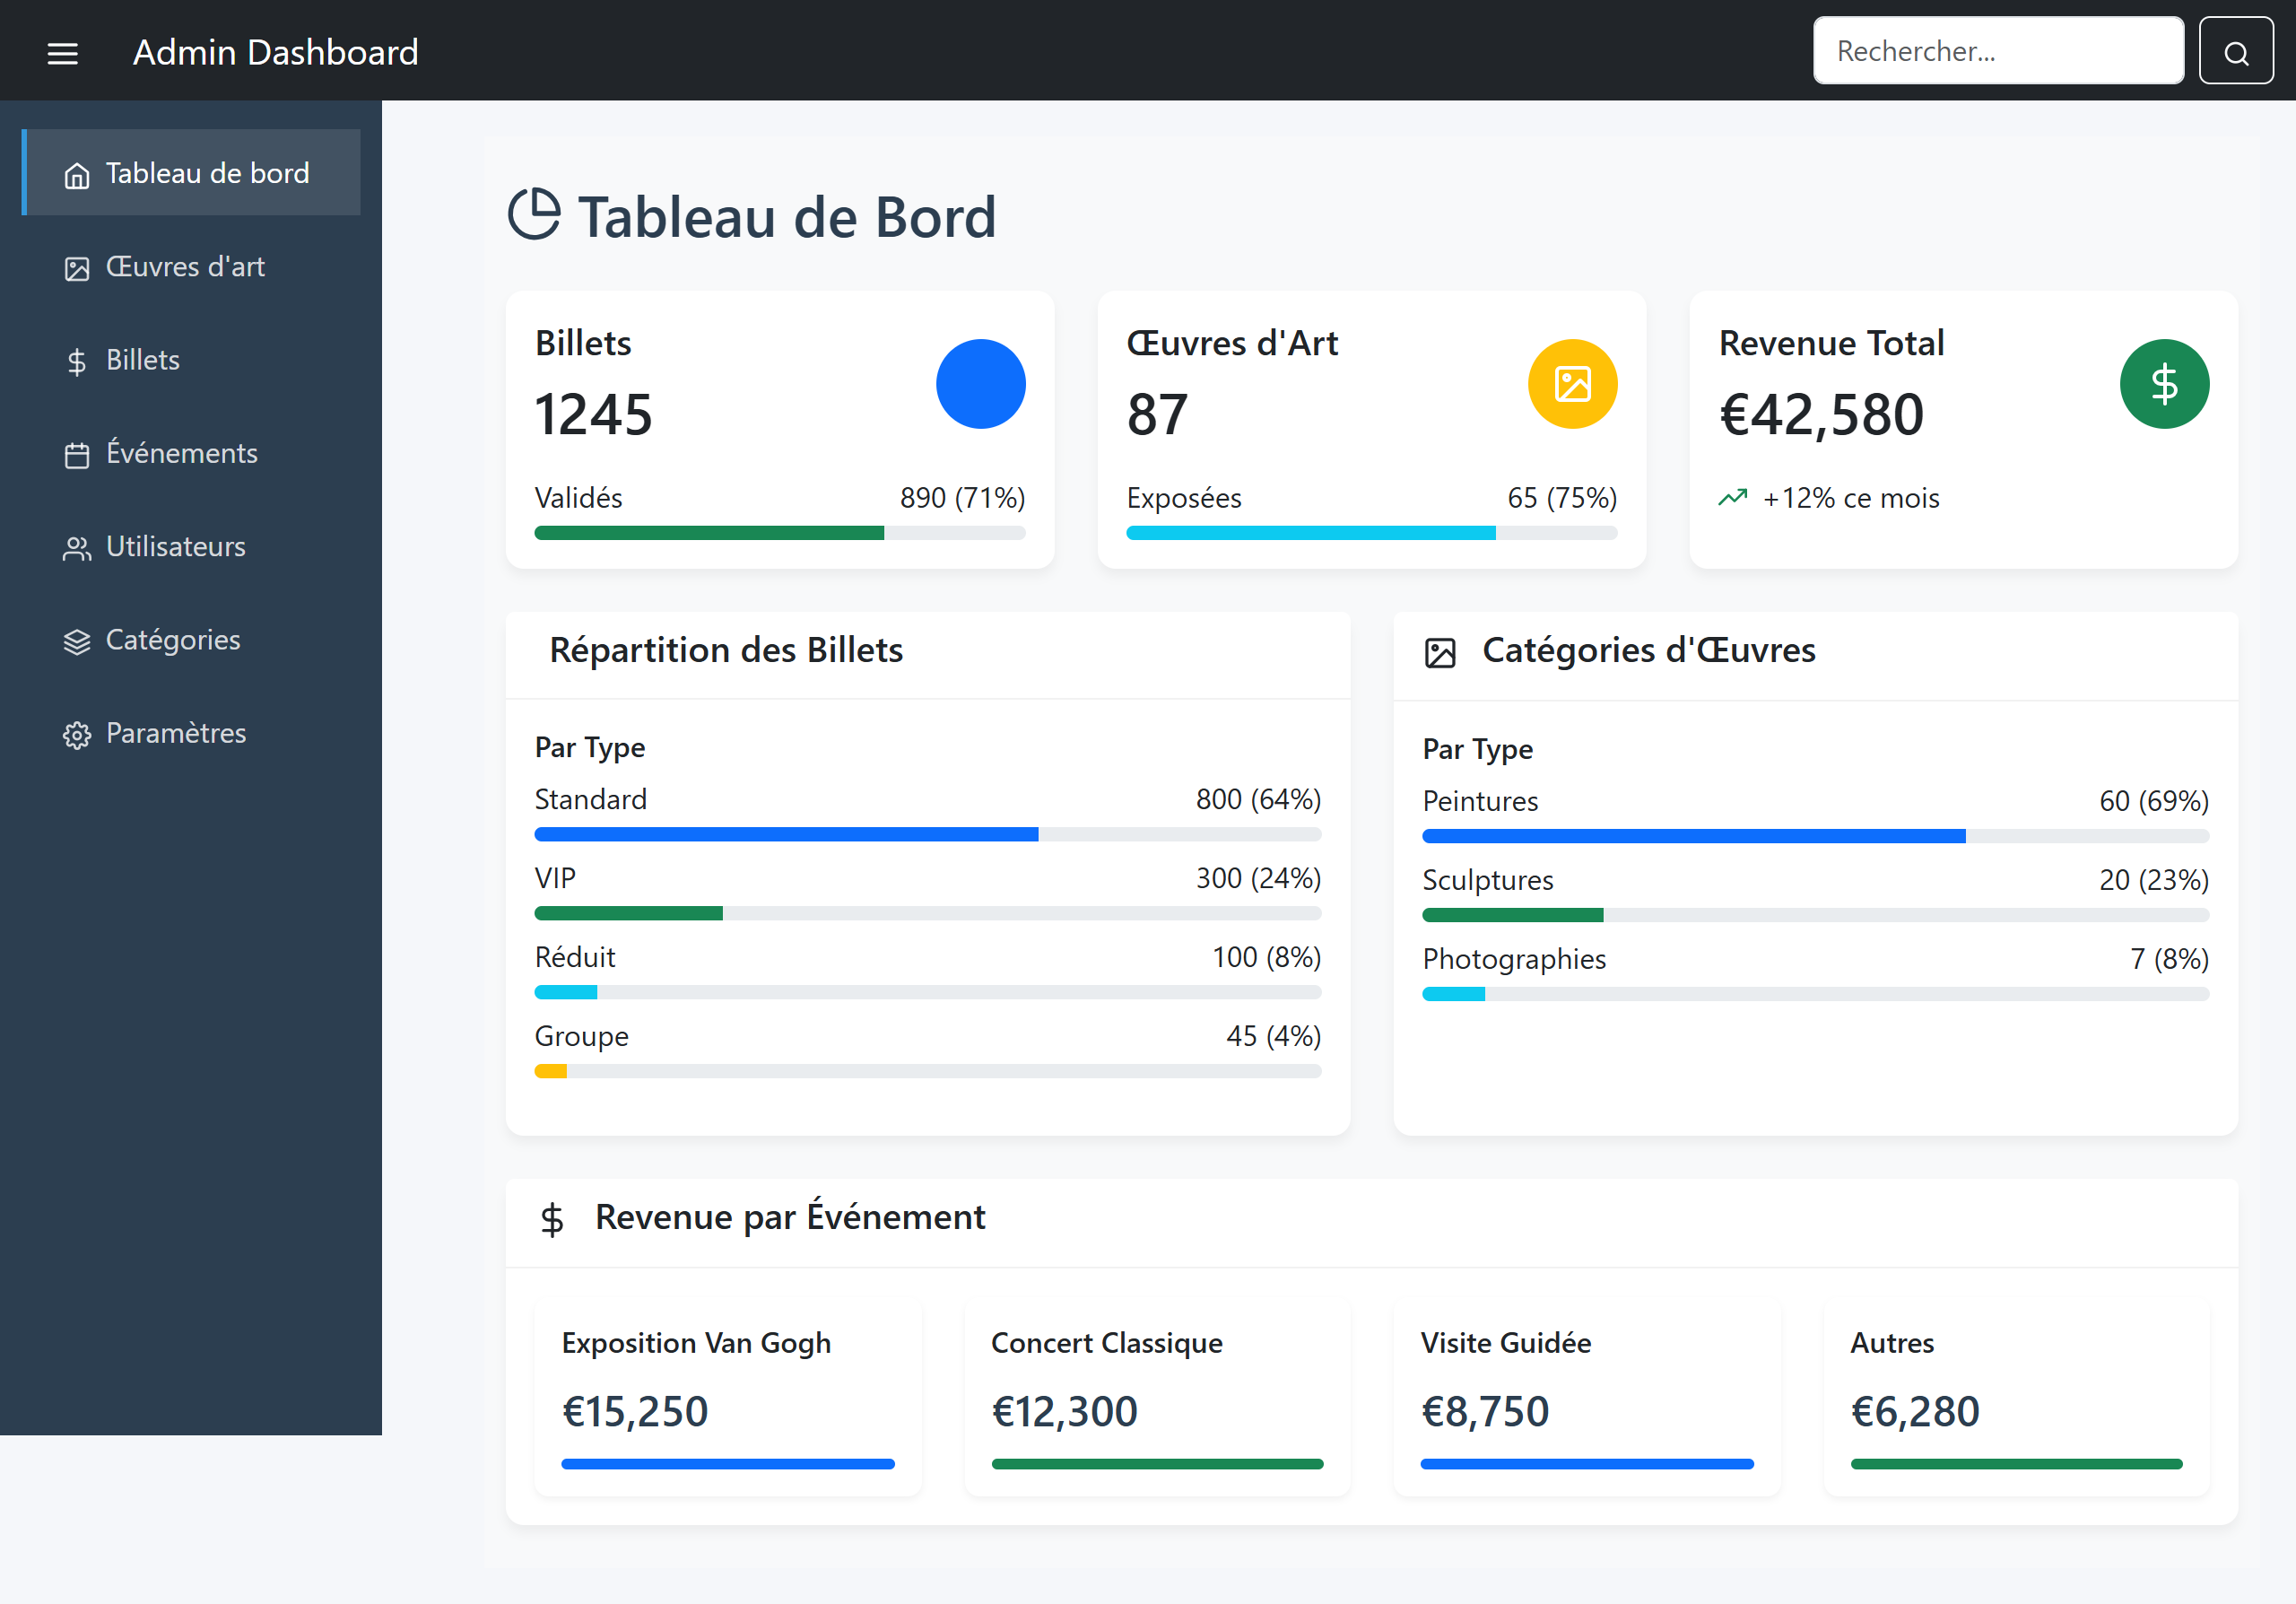 Admin Dashboard
Rechercher...
Tableau de bord
Œuvres d'art
Billets
Événements
Utilisateurs
Catégories
Paramètres
Tableau de Bord
Billets
1245
Validés 890 (71%)
Œuvres d'Art
87
Exposées 65 (75%)
Revenue Total
€42,580
+12% ce mois
Répartition des Billets
Par Type
Standard 800 (64%)
VIP 300 (24%)
Réduit 100 (8%)
Groupe 45 (4%)
Catégories d'Œuvres
Par Type
Peintures 60 (69%)
Sculptures 20 (23%)
Photographies 7 (8%)
Revenue par Événement
Exposition Van Gogh
€15,250
Concert Classique
€12,300
Visite Guidée
€8,750
Autres
€6,280